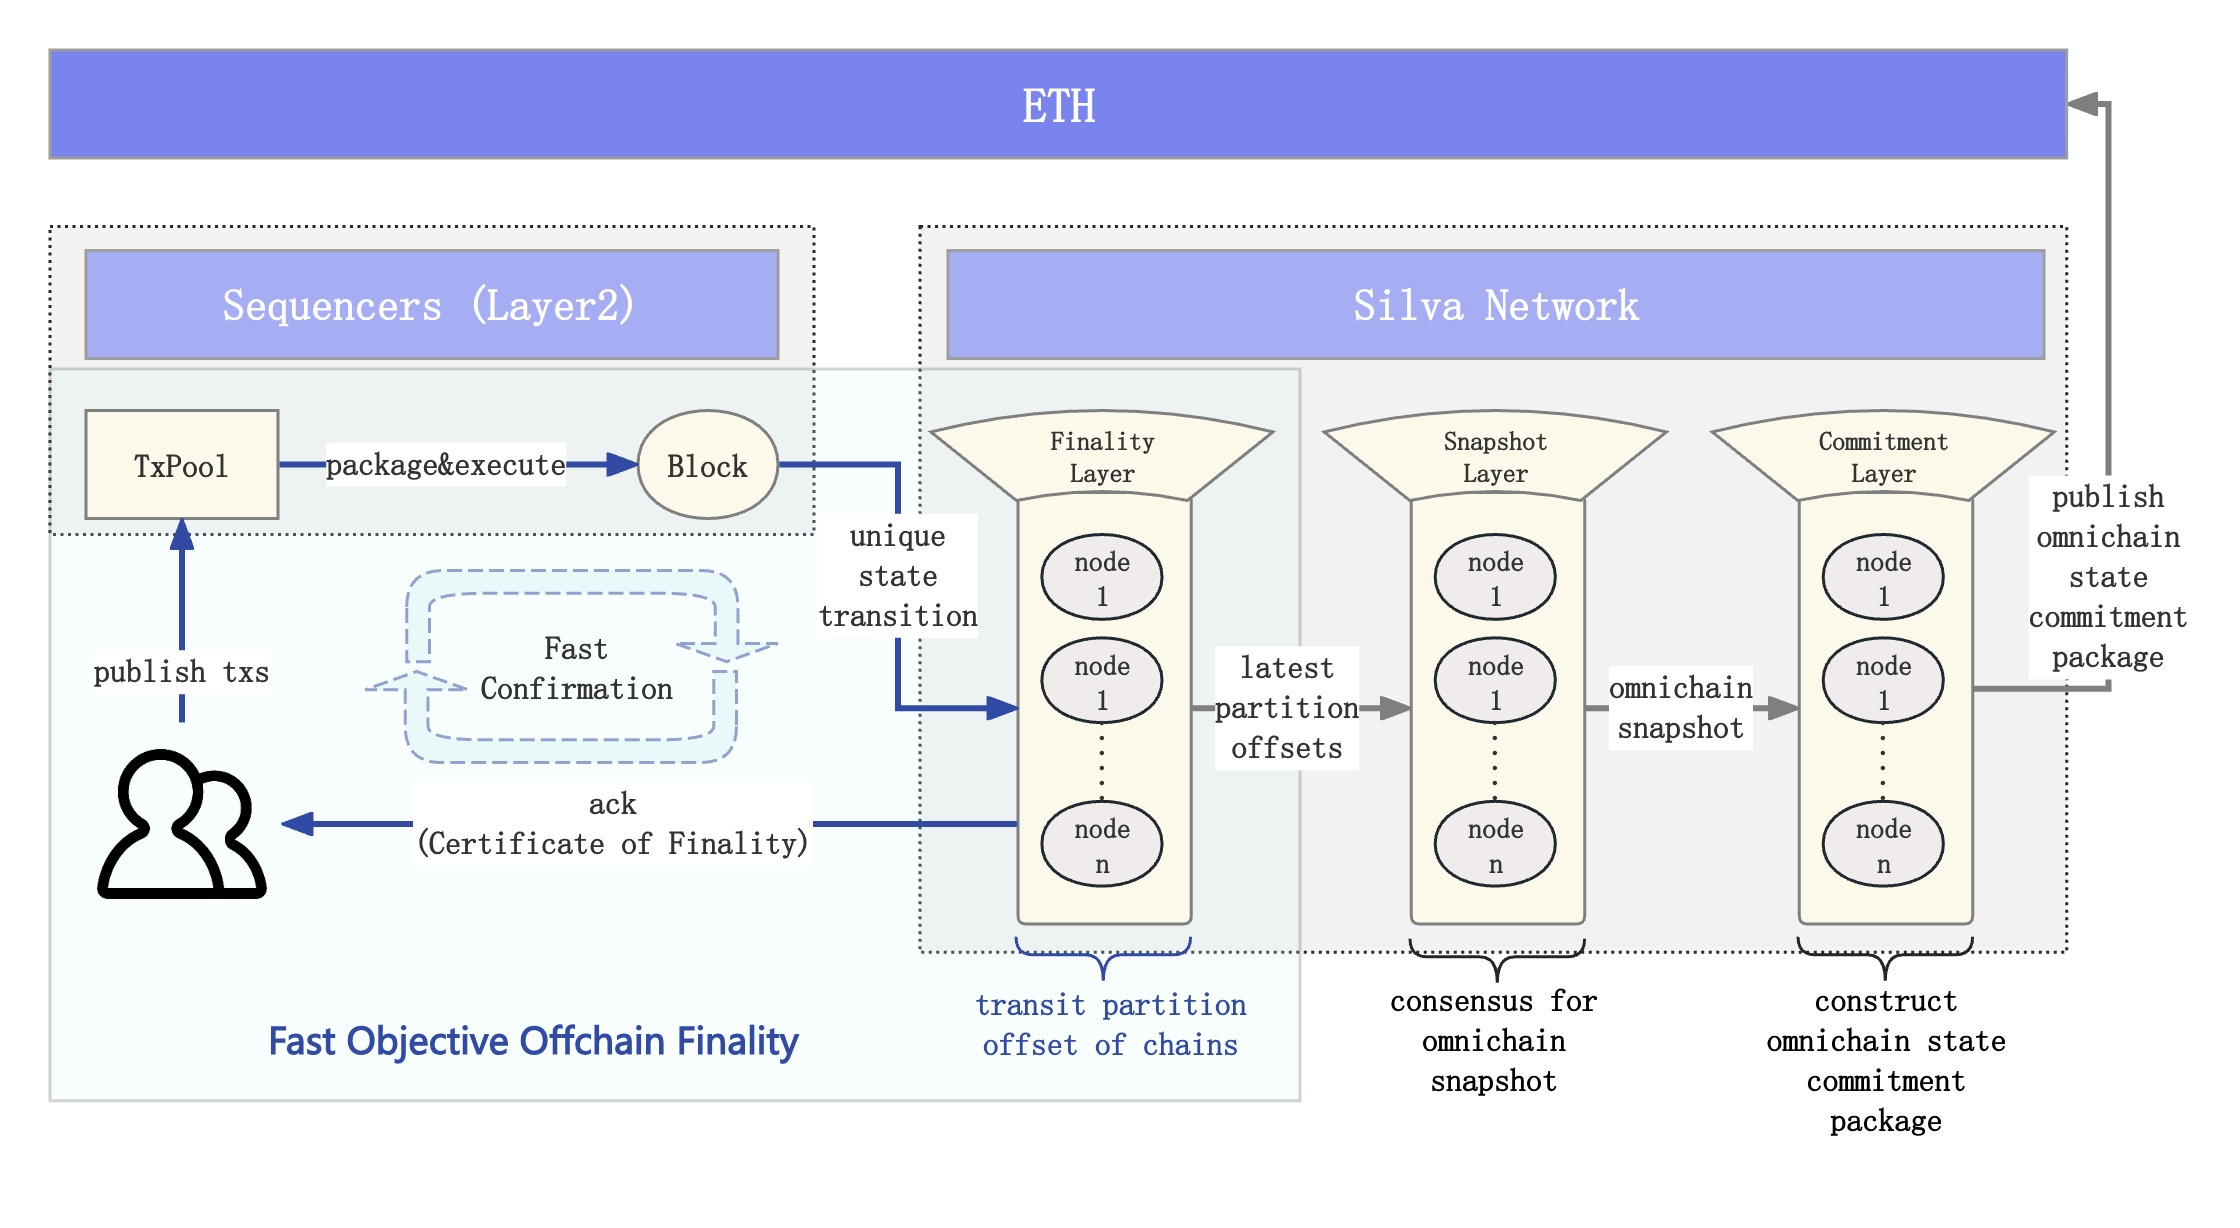 ETH
Sequencers (Layer2)
Silva Network
TxPool
package&execute
Block
unique
state
transition
publish txs
Fast
Confirmation
ack
(Certificate of Finality)
Fast Objective Offchain Finality
Finality
Layer
node
1
node
1
node
n
transit partition
offset of chains
latest
partition
offsets
Snapshot
Layer
node
1
node
1
node
n
consensus for
omnichain
snapshot
omnichain
snapshot
Commitment
Layer
node
1
node
1
node
n
construct
omnichain state
commitment
package
publish
omnichain
state
commitment
package